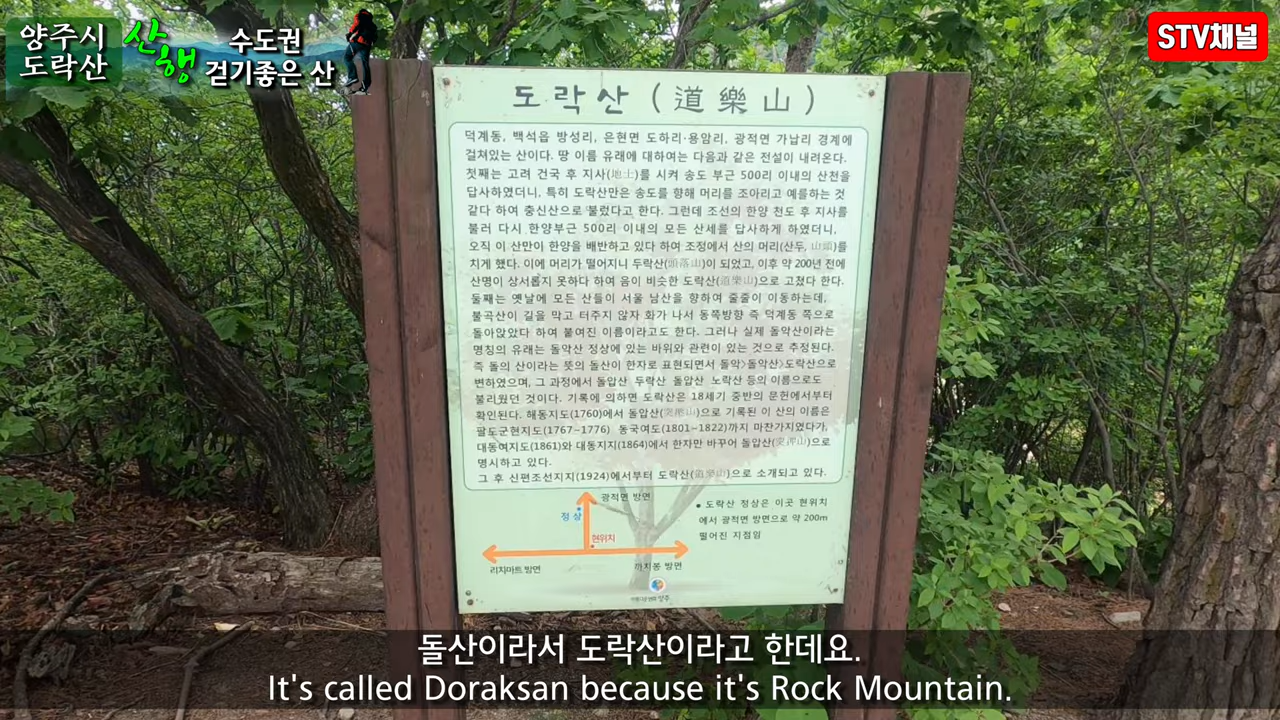 양주시
도락산
산행
수도권
걷기좋은 산
STV채널
도락산 (道樂山)
덕계동, 백석읍 방성리, 은현면 도하리·용암리, 광적면 가납리 경계에
걸쳐있는 산이다. 땅 이름 유래에 대하여는 다음과 같은 전설이 내려온다.
첫째는 고려 건국 후 지사(地士)를 시켜 송도 부근 500리 이내의 산천을
답사하였더니, 특히 도락산만은 송도를 향해 머리를 조아리고 예를하는 것
같다 하여 충신산으로 불렀다고 한다. 그런데 조선의 한양 천도 후 지사를
불러 다시 한양부근 500리 이내의 모든 산세를 답사하게 하였더니,
오직 이 산만이 한양을 배반하고 있다 하여 조정에서 산의 머리(산두, 山頭)를
치게 했다. 이에 머리가 떨어지니 두락산(頭落山)이 되었고, 이후 약 200년 전에
산명이 상서롭지 못하다 하여 음이 비슷한 도락산(道樂山)으로 고쳤다 한다.
둘째는 옛날에 모든 산들이 서울 남산을 향하여 줄줄이 이동하는데,
불곡산이 길을 막고 터주지 않자 화가 나서 동쪽방향 즉 덕계동 쪽으로
돌아앉았다 하여 붙여진 이름이라고도 한다. 그러나 실제 돌악산이라는
명칭의 유래는 돌악산 정상에 있는 바위와 관련이 있는 것으로 추정된다.
즉 돌의 산이라는 뜻의 돌산이 한자로 표현되면서 돌악>돌악산>도락산으로
변하였으며, 그 과정에서 돌압산 두락산 돌압산 노락산 등의 이름으로도
불리웠던 것이다. 기록에 의하면 도락산은 18세기 중반의 문헌에서부터
확인된다. 해동지도(1760)에서 돌압산(突壓山)으로 기록된 이 산의 이름은
팔도군현지도(1767~1776) 동국여도(1801~1822)까지 마찬가지였다가,
대동여지도(1861)와 대동지지(1864)에서 한자만 바꾸어 돌압산(突押山)으로
명시하고 있다.
그 후 신편조선지지(1924)에서부터 도락산(道樂山)으로 소개되고 있다.
광적면 방면
정상
현위치
리치마트 방면
까치봉 방면
• 도락산 정상은 이곳 현위치
에서 광적면 방면으로 약 200m
떨어진 지점임
양주
돌산이라서 도락산이라고 한데요.
It's called Doraksan because it's Rock Mountain.